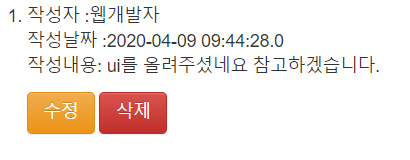 1. 작성자 :웹개발자
작성날짜 :2020-04-09 09:44:28.0
작성내용: ui를 올려주셨네요 참고하겠습니다.
수정 삭제